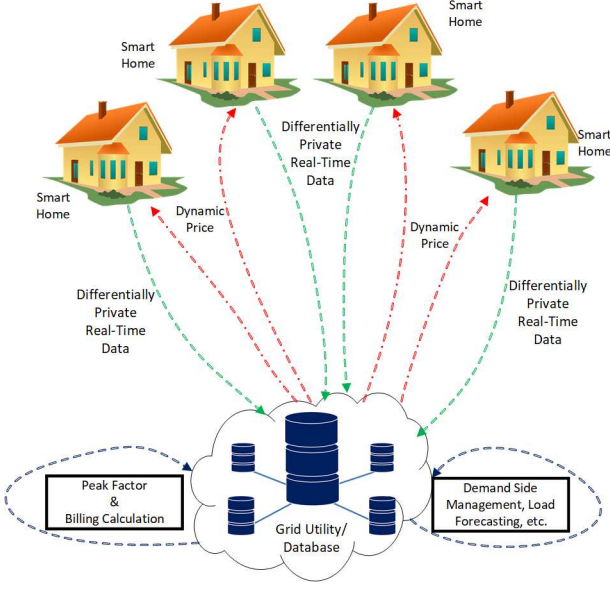 Smart
Home
Smart
Home
Smart
Home
Smart
Home
Differentially
Private
Real-Time
Data
Dynamic
Price
Dynamic
Price
Differentially
Private
Real-Time
Data
Differentially
Private
Real-Time
Data
Peak Factor
&
Billing Calculation
Grid Utility/
Database
Demand Side
Management, Load
Forecasting, etc.